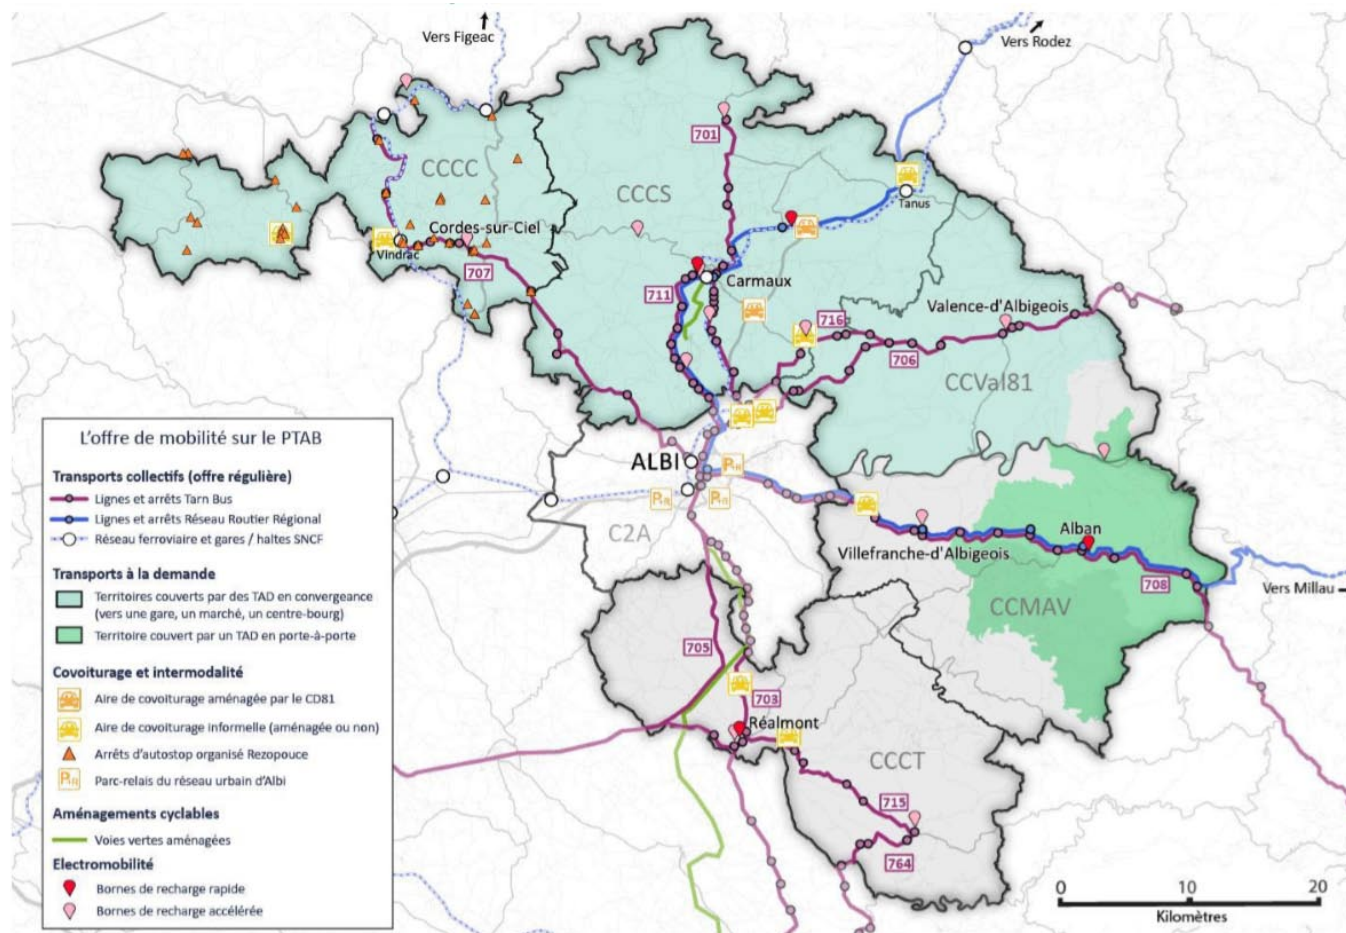 Vers Figeac
Vers Rodez
701
CCCC
CCCS
Tanus
Cordes-sur-Ciel
Vindrac
707
711
Carmaux
716
Valence-d'Albigeois
706
CCVal81
ALBI
C2A
Villefranche-d'Albigeois
Alban
708
Vers Millau
CCMAV
705
703
Réalmont
CCCT
715
764
L'offre de mobilité sur le PTAB
Transports collectifs (offre régulière)
Lignes et arrêts Tarn Bus
Lignes et arrêts Réseau Routier Régional
Réseau ferroviaire et gares / haltes SNCF
Transports à la demande
Territoires couverts par des TAD en convergeance
(vers une gare, un marché, un centre-bourg)
Territoire couvert par un TAD en porte-à-porte
Covoiturage et intermodalité
Aire de covoiturage aménagée par le CD81
Aire de covoiturage informelle (aménagée ou non)
Arrêts d'autostop organisé Rezopouce
Parc-relais du réseau urbain d'Albi
Aménagements cyclables
Voies vertes aménagées
Electromobilité
Bornes de recharge rapide
Bornes de recharge accélérée
0 10 20
Kilomètres